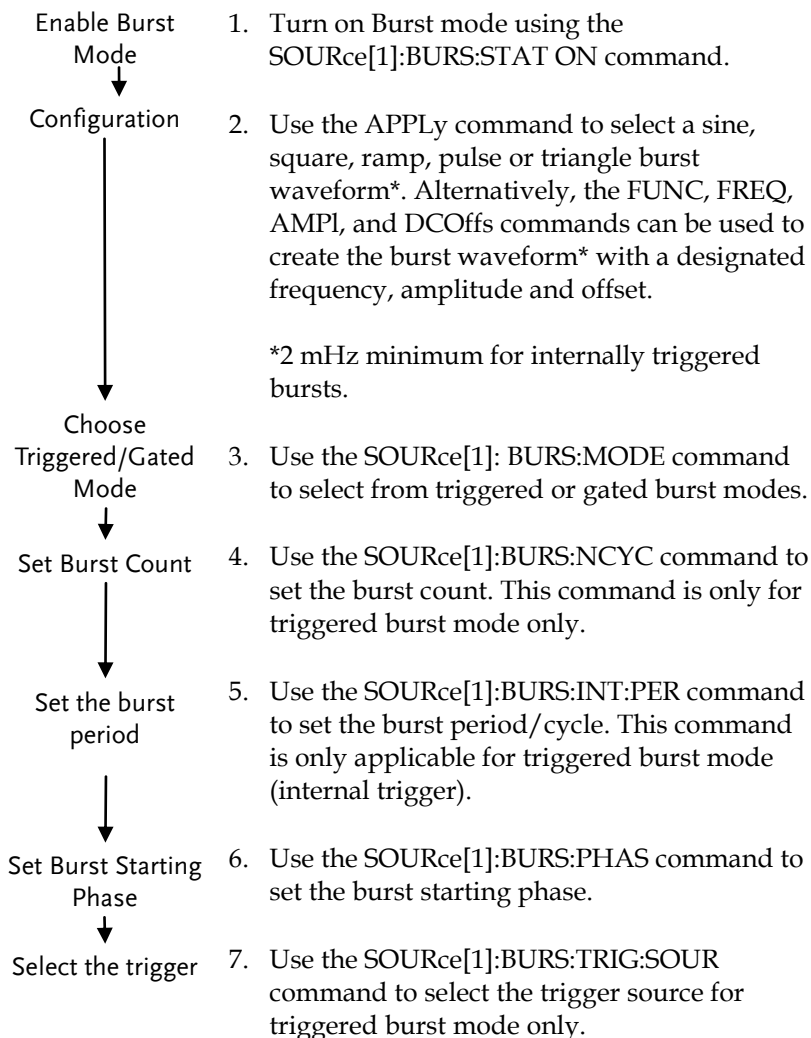 Enable Burst
Mode
1. Turn on Burst mode using the
SOURce[1]:BURS:STAT ON command.
Configuration
2. Use the APPLy command to select a sine,
square, ramp, pulse or triangle burst
waveform*. Alternatively, the FUNC, FREQ,
AMPl, and DCOffs commands can be used to
create the burst waveform* with a designated
frequency, amplitude and offset.
*2 mHz minimum for internally triggered
bursts.
Choose
Triggered/Gated
Mode
3. Use the SOURce[1]: BURS:MODE command
to select from triggered or gated burst modes.
Set Burst Count
4. Use the SOURce[1]:BURS:NCYC command to
set the burst count. This command is only for
triggered burst mode only.
Set the burst
period
5. Use the SOURce[1]:BURS:INT:PER command
to set the burst period/cycle. This command
is only applicable for triggered burst mode
(internal trigger).
Set Burst Starting
Phase
6. Use the SOURce[1]:BURS:PHAS command to
set the burst starting phase.
Select the trigger
7. Use the SOURce[1]:BURS:TRIG:SOUR
command to select the trigger source for
triggered burst mode only.